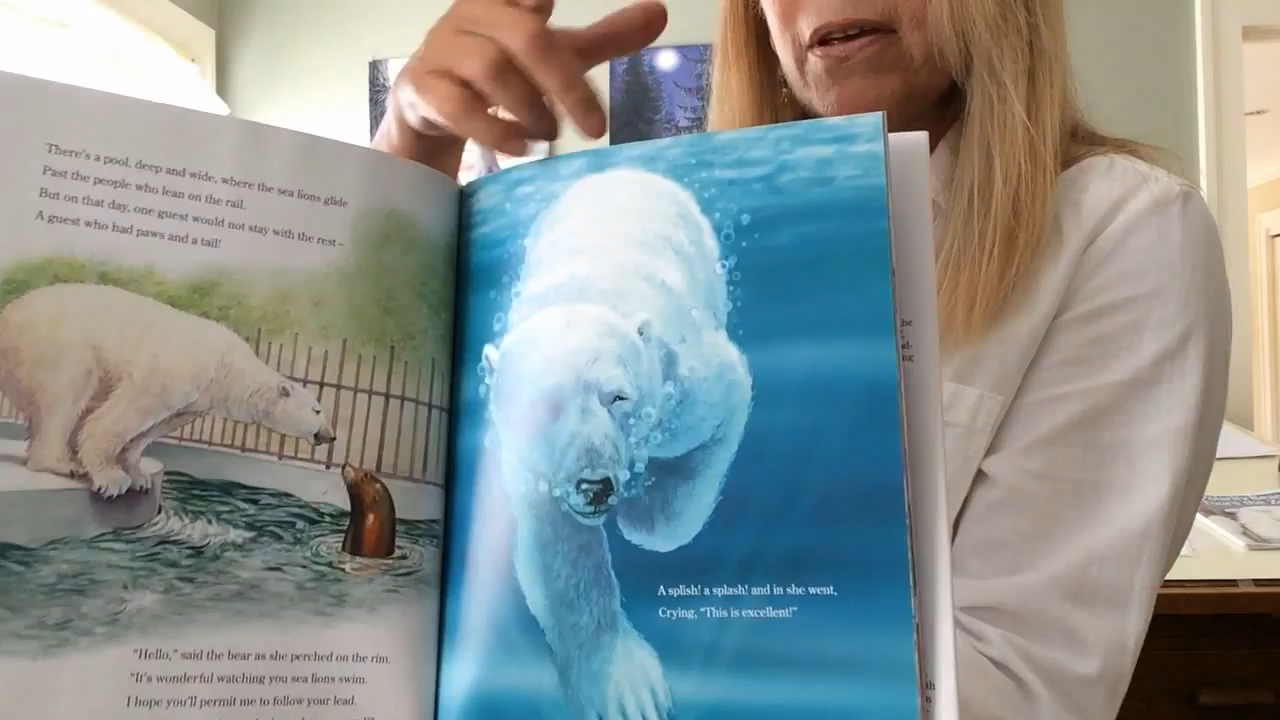 There's a pool, deep and wide, where the sea lions glide
Past the people who lean on the rail.
But on that day, one guest would not stay with the rest–
A guest who had paws and a tail!
"Hello," said the bear as she perched on the rim.
"It's wonderful watching you sea lions swim.
I hope you'll permit me to follow your lead.
A splish! a splash! and in she went,
Crying, "This is excellent!"